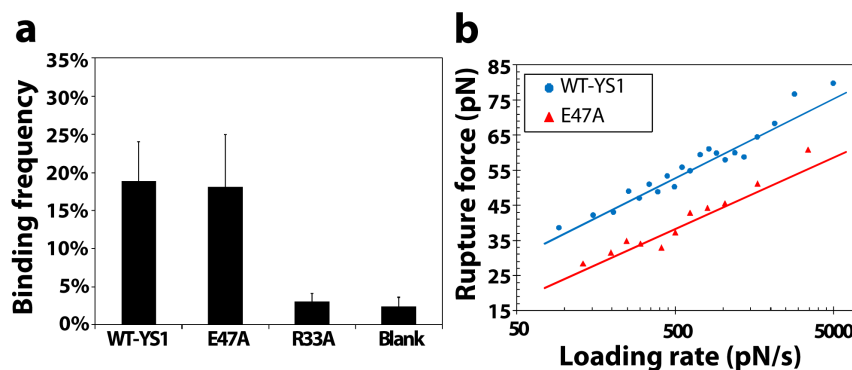 a
Binding frequency
35%
30%
25%
20%
15%
10%
5%
0%
WT-YS1 E47A R33A Blank
b
Rupture force (pN)
85
75
65
55
45
35
25
15
WT-YS1
E47A
50 500 5000
Loading rate (pN/s)